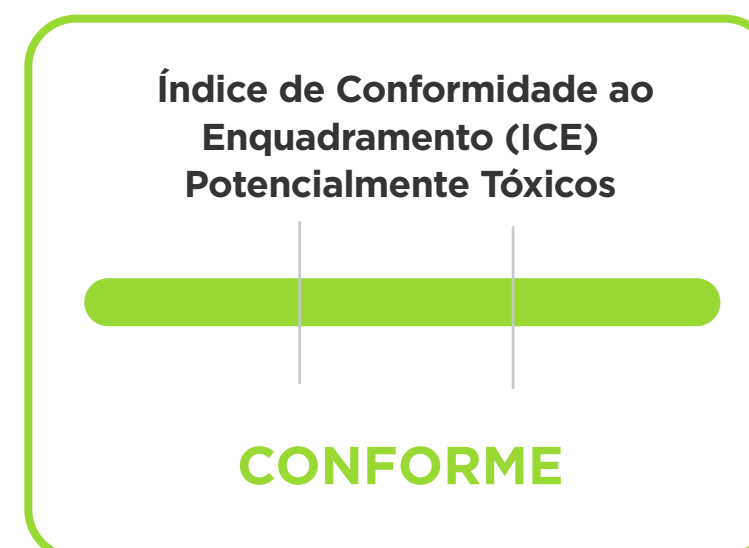 Índice de Conformidade ao
Enquadramento (ICE)
Potencialmente Tóxicos
CONFORME